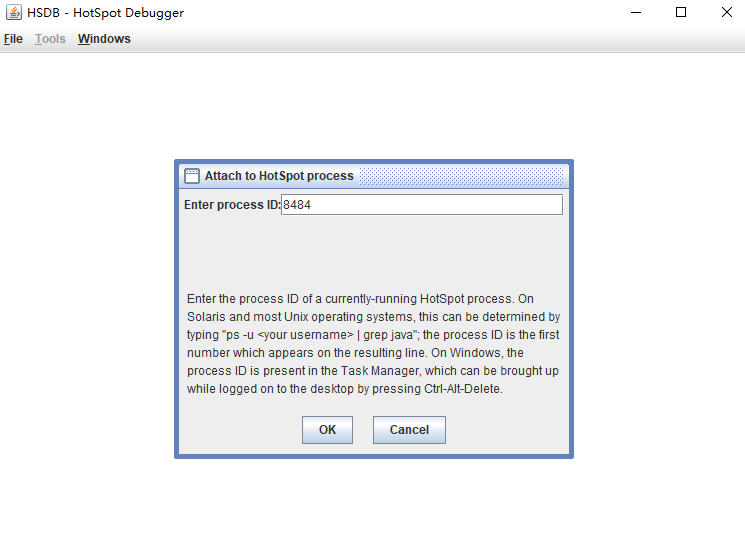 HSDB - HotSpot Debugger
File Tools Windows
Attach to HotSpot process
Enter process ID:8484
Enter the process ID of a currently-running HotSpot process. On
Solaris and most Unix operating systems, this can be determined by
typing "ps -u <your username> | grep java"; the process ID is the first
number which appears on the resulting line. On Windows, the
process ID is present in the Task Manager, which can be brought up
while logged on to the desktop by pressing Ctrl-Alt-Delete.
OK Cancel